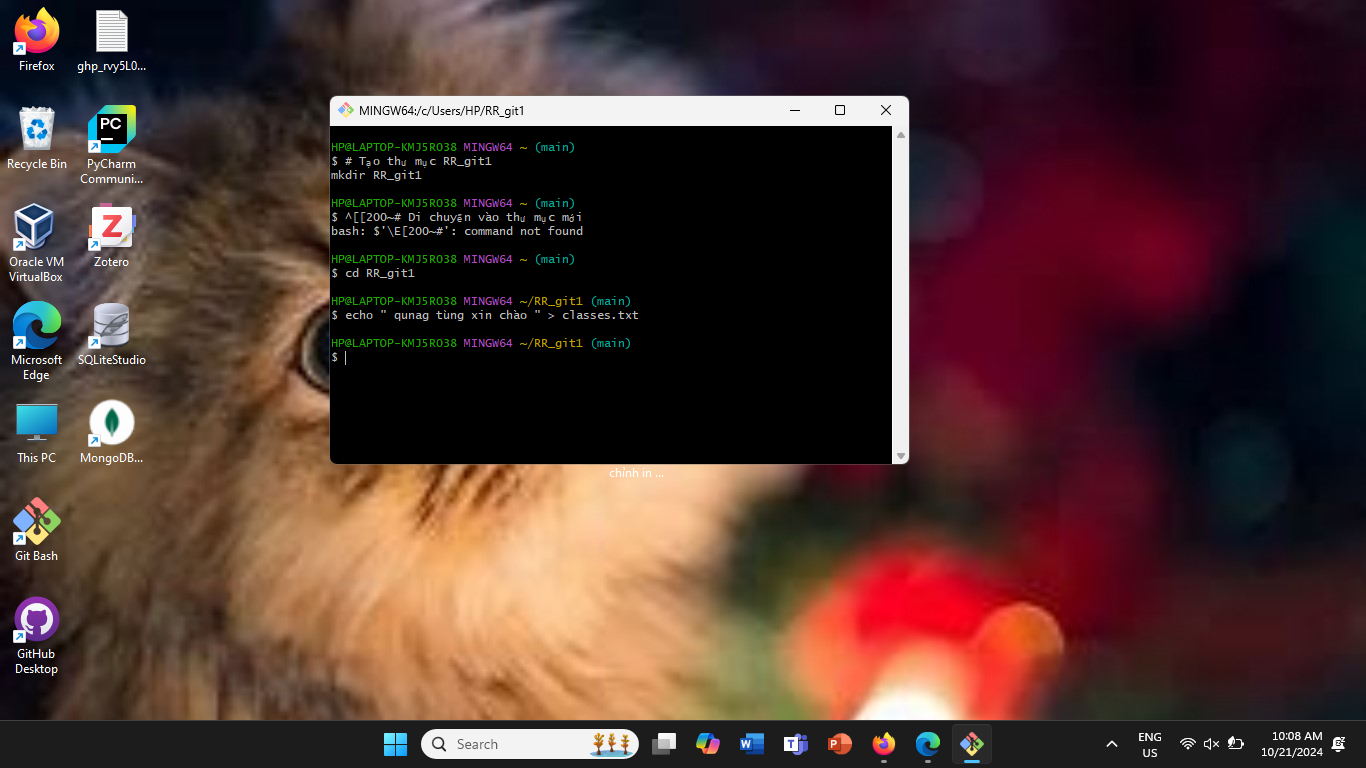 Firefox
ghp_rvy5L0...
Recycle Bin
PC
PyCharm
Communi...
Oracle VM
VirtualBox
Z
Zotero
Microsoft
Edge
SQLiteStudio
This PC
MongoDB...
Git Bash
GitHub
Desktop
MINGW64:/c/Users/HP/RR_git1
HP@LAPTOP-KMJ5RO38 MINGW64 ~ (main)
$ # Tạo thư mục RR_git1
mkdir RR_git1
HP@LAPTOP-KMJ5RO38 MINGW64 ~ (main)
$ ^[[200~# Di chuyện vào thư mục mới
bash: $'\E[200~#': command not found
HP@LAPTOP-KMJ5RO38 MINGW64 ~ (main)
$ cd RR_git1
HP@LAPTOP-KMJ5RO38 MINGW64 ~/RR_git1 (main)
$ echo " qunag tùng xin chào " > classes.txt
HP@LAPTOP-KMJ5RO38 MINGW64 ~/RR_git1 (main)
$
chỉnh in ...
Search
ENG
US
10:08 AM
10/21/2024